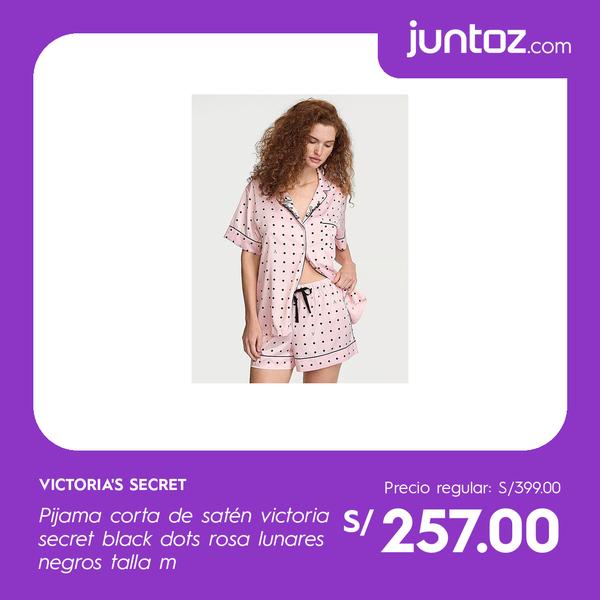 juntoz.com
VICTORIA'S SECRET
Precio regular: S/399.00
Pijama corta de satén victoria
secret black dots rosa lunares
negros talla m
S/257.00